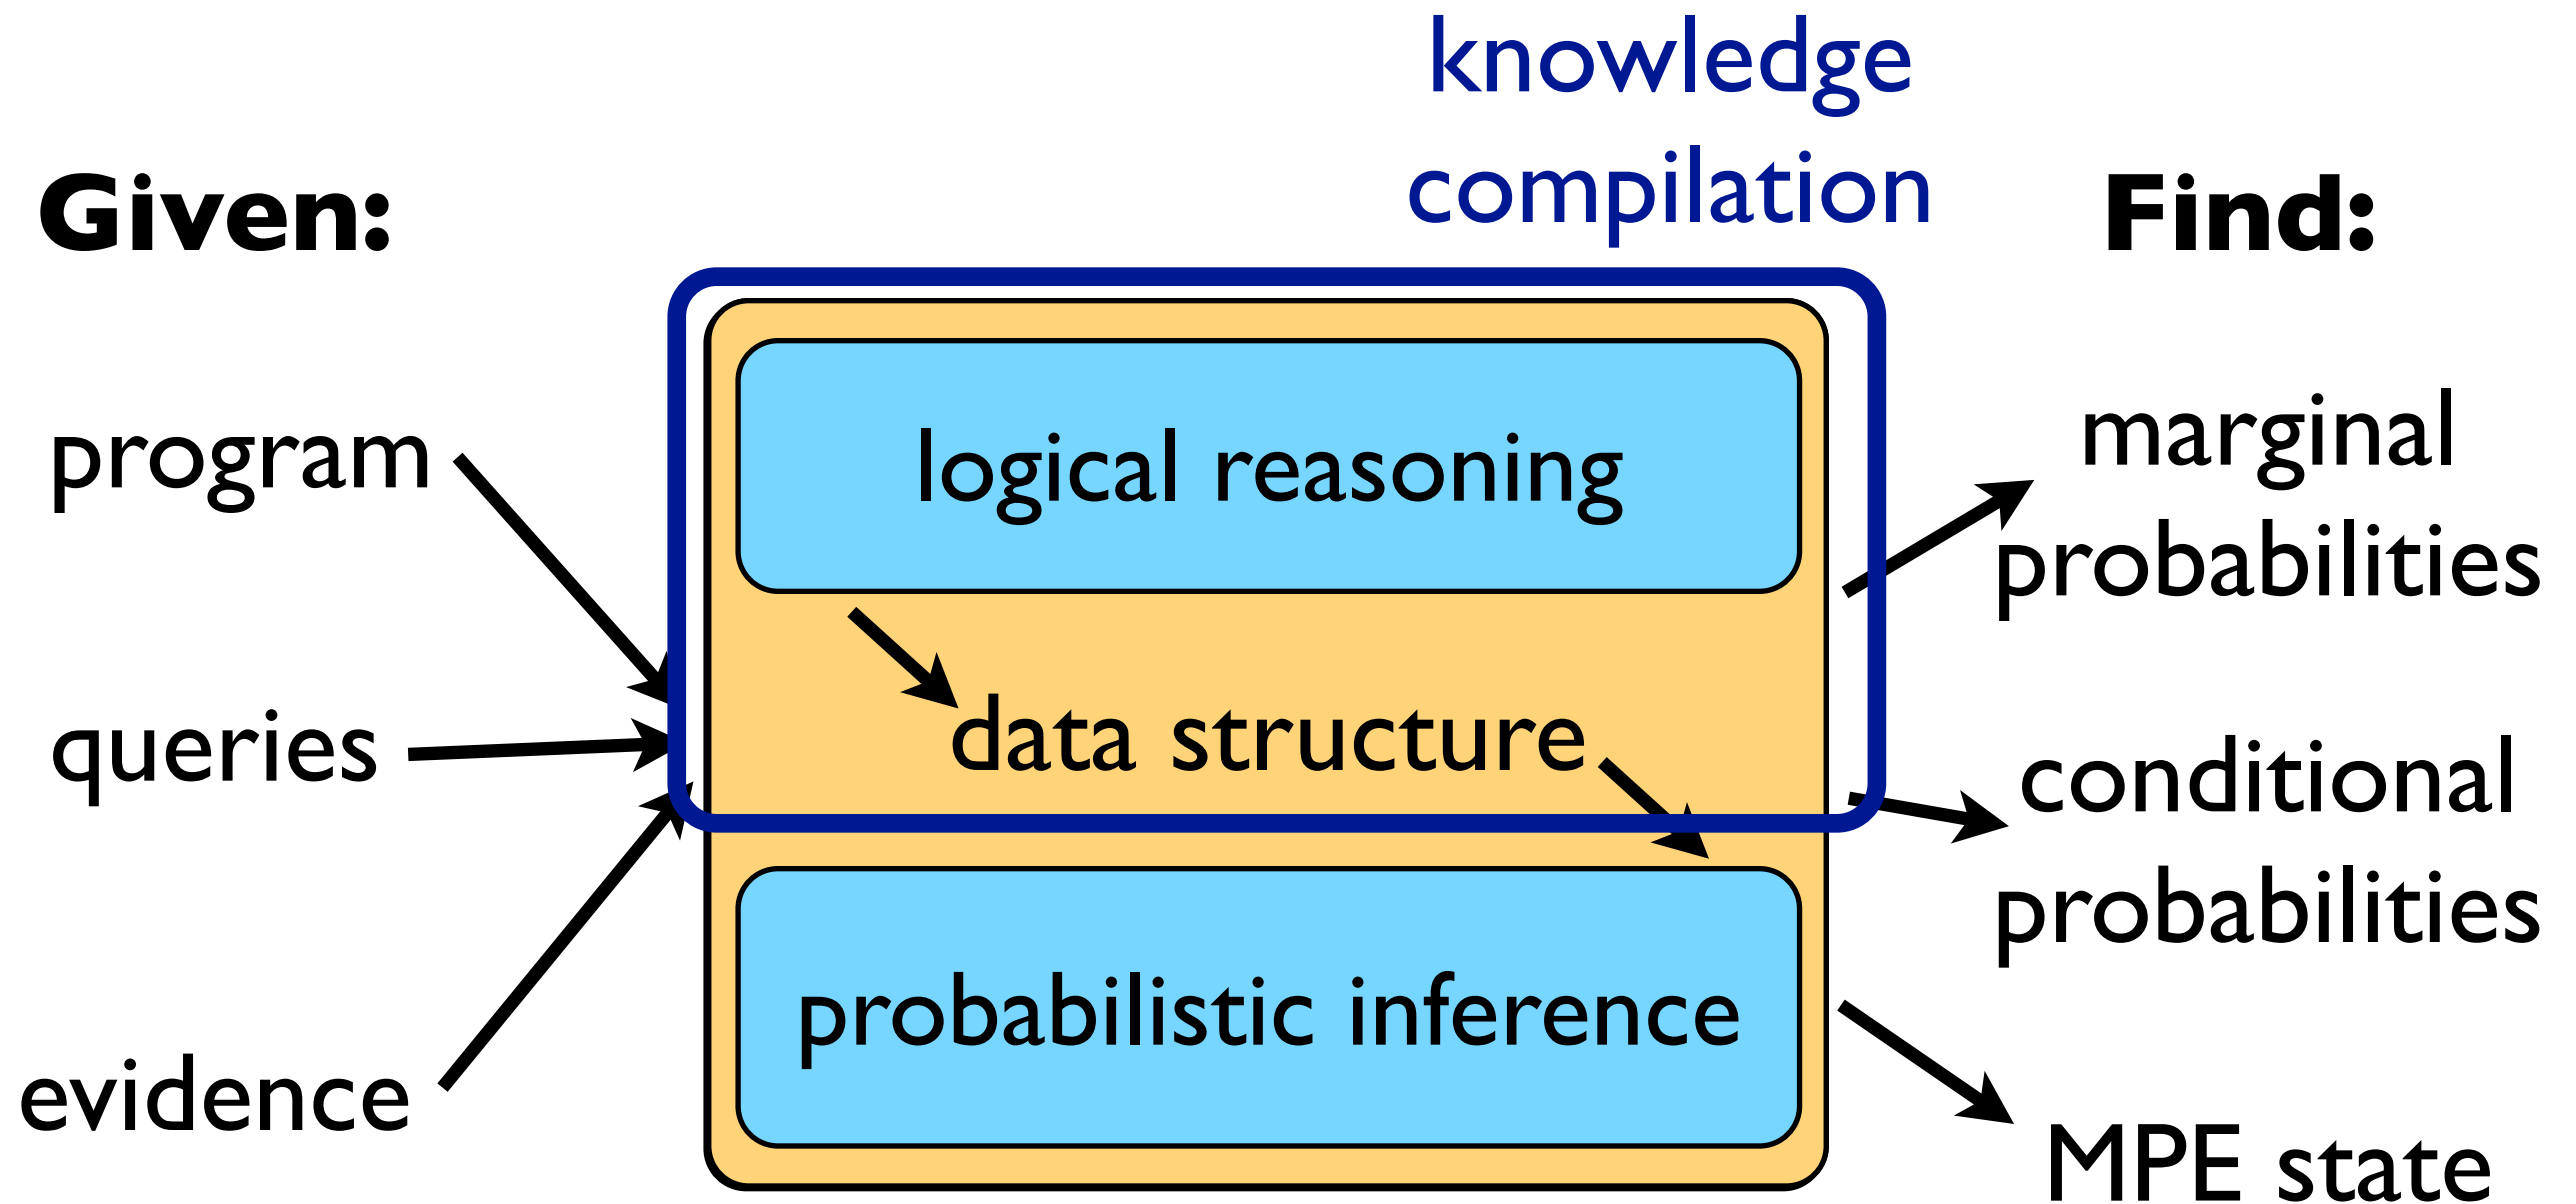 knowledge
compilation
Given:
Find:
program
queries
evidence
logical reasoning
data structure
probabilistic inference
marginal
probabilities
conditional
probabilities
MPE state